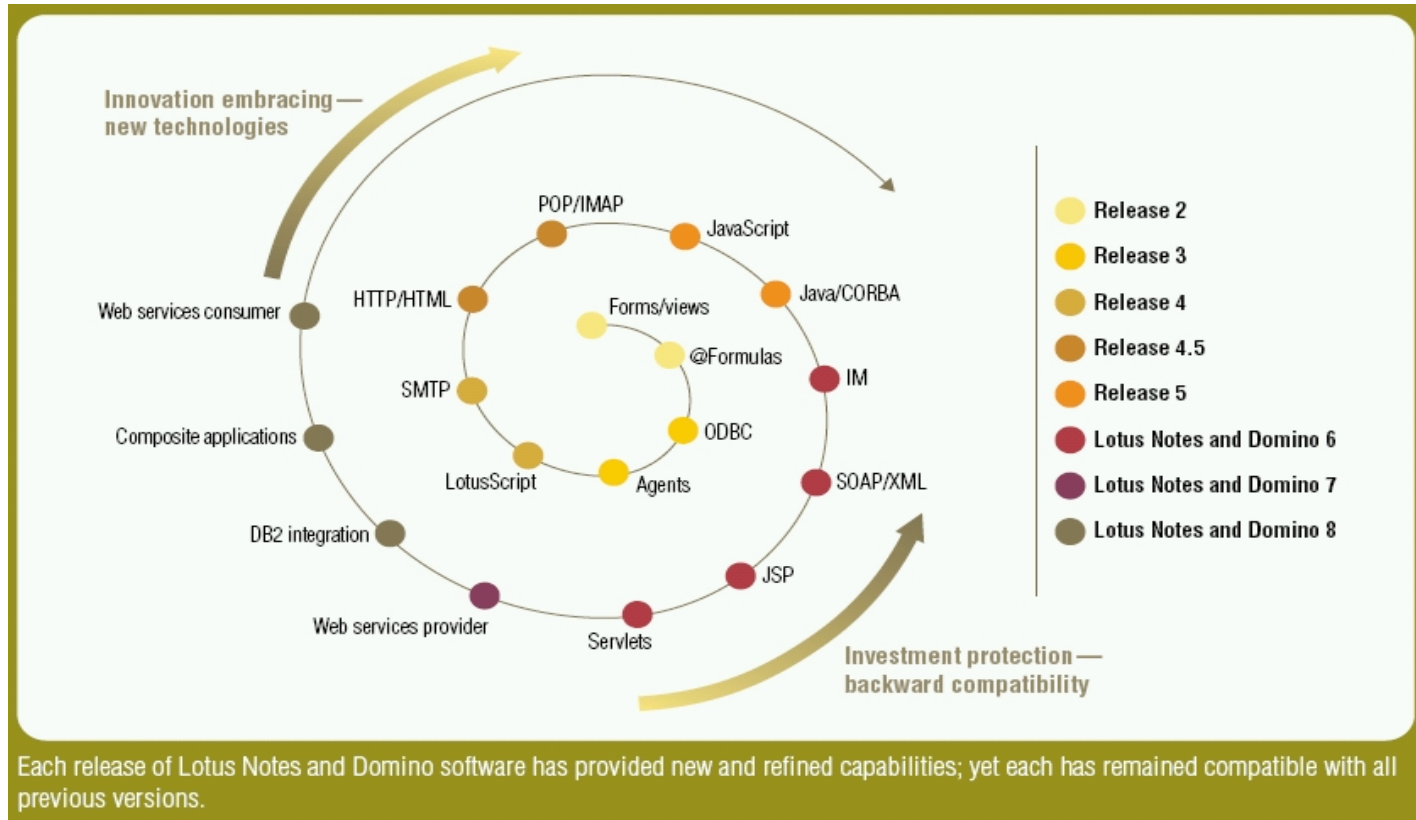 Innovation embracing—
new technologies
POP/IMAP
JavaScript
HTTP/HTML
Java/CORBA
Forms/views
Web services consumer
@Formulas
IM
SMTP
ODBC
Composite applications
LotusScript
Agents
SOAP/XML
DB2 integration
JSP
Web services provider
Servlets
Investment protection—
backward compatibility
Release 2
Release 3
Release 4
Release 4.5
Release 5
Lotus Notes and Domino 6
Lotus Notes and Domino 7
Lotus Notes and Domino 8
Each release of Lotus Notes and Domino software has provided new and refined capabilities; yet each has remained compatible with all
previous versions.